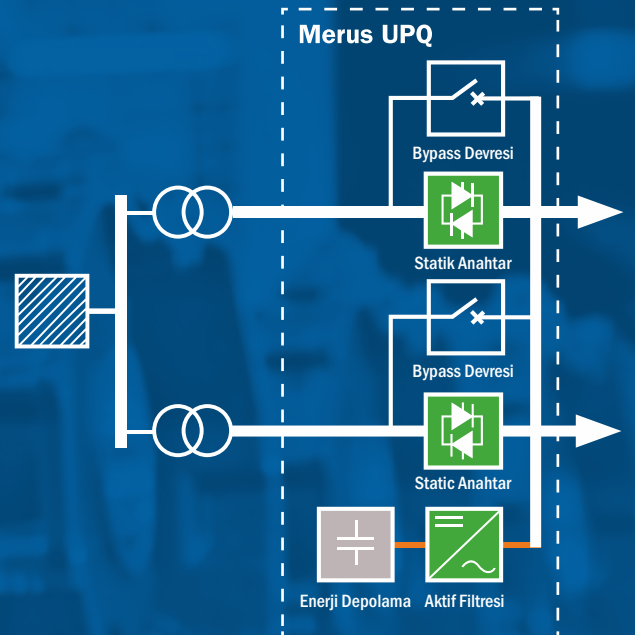 Merus UPQ
Bypass Devresi
Statik Anahtar
Bypass Devresi
Static Anahtar
Enerji Depolama Aktif Filtresi